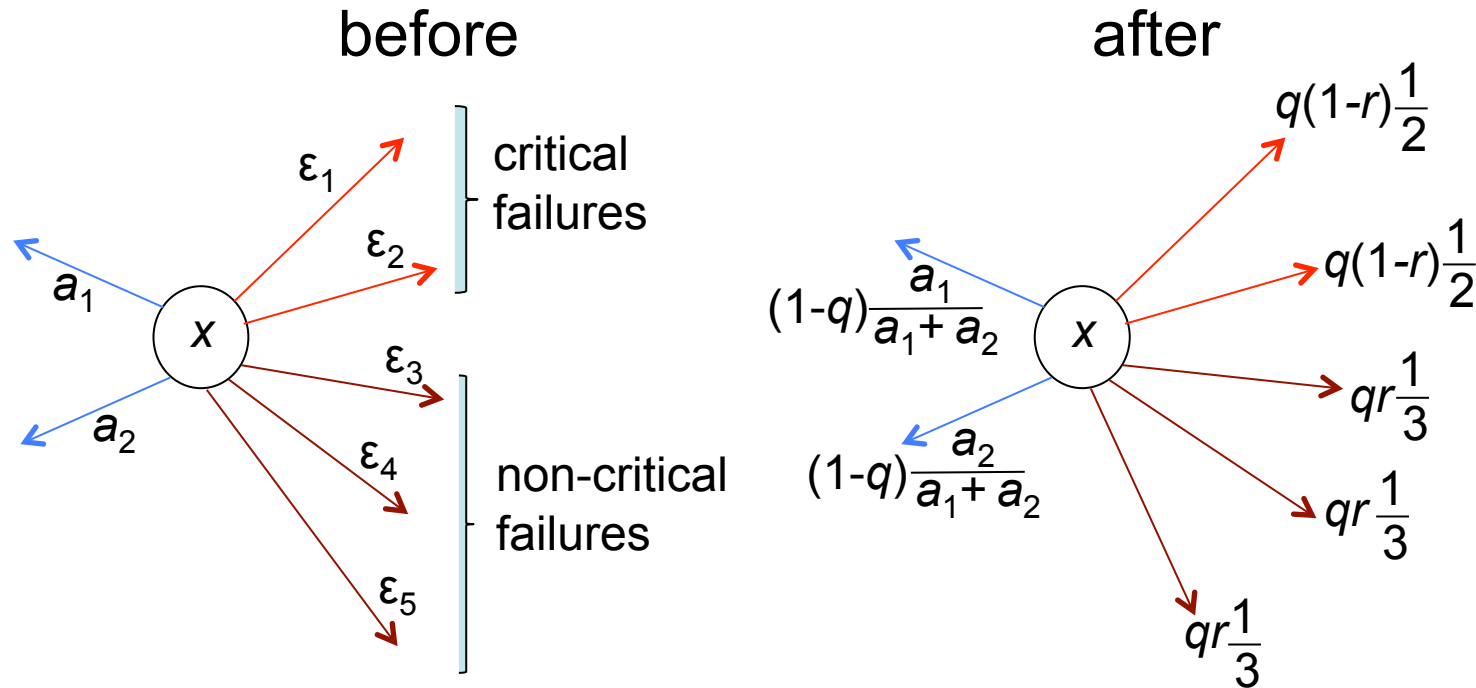 before
ε₁
ε₂
critical
failures
a₁
x
a₂
ε₃
ε₄
ε₅
non-critical
failures
after
q(1-r)1/2
q(1-r)1/2
(1-q)a₁/(a₁+ a₂)
x
(1-q)a₂/(a₁+ a₂)
qr1/3
qr1/3
qr1/3